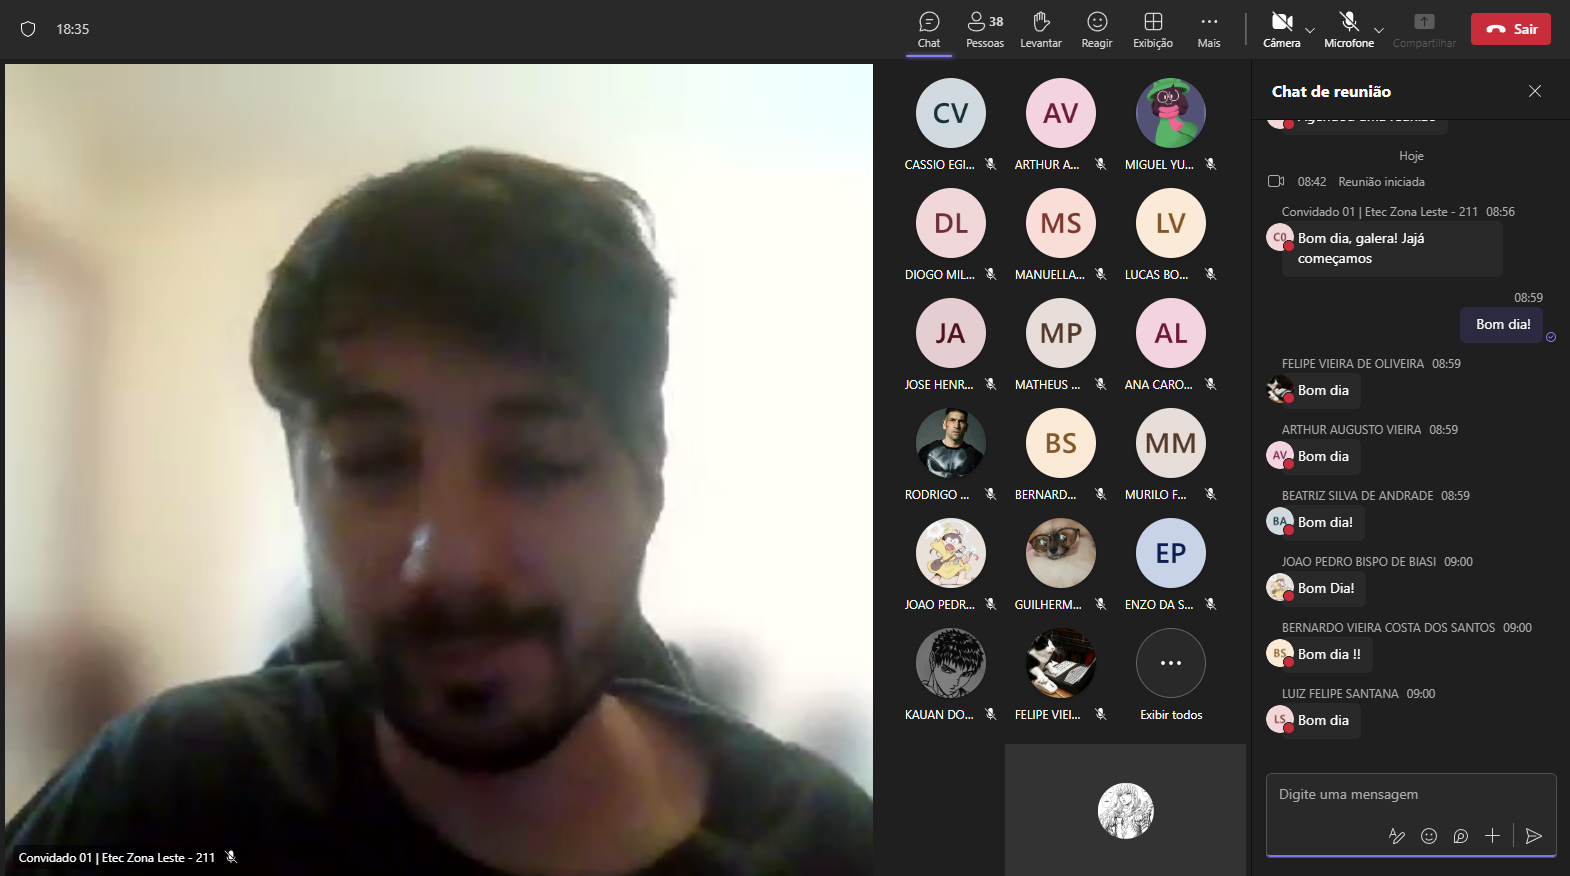 18:35
Chat
38
Pessoas
Levantar
Reagir
Exibição
Mais
Câmera
Microfone
Compartilhar
Sair
CV
CASSIO EGI...
AV
ARTHUR A...
MIGUEL YU...
DL
DIOGO MIL...
MS
MANUELLA...
LV
LUCAS BO...
JA
JOSE HENR...
MP
MATHEUS ...
AL
ANA CARO...
RODRIGO ...
BS
BERNARD...
MM
MURILO F...
JOAO PEDR...
GUILHERM...
EP
ENZO DA S...
KAUAN DO...
FELIPE VIEI...
Exibir todos
Convidado 01 | Etec Zona Leste - 211
Chat de reunião
Hoje
08:42 Reunião iniciada
Convidado 01 | Etec Zona Leste - 211 08:56
C0
Bom dia, galera! Jajá
começamos
08:59
Bom dia!
FELIPE VIEIRA DE OLIVEIRA 08:59
Bom dia
ARTHUR AUGUSTO VIEIRA 08:59
AV
Bom dia
BEATRIZ SILVA DE ANDRADE 08:59
BA
Bom dia!
JOAO PEDRO BISPO DE BIASI 09:00
Bom Dia!
BERNARDO VIEIRA COSTA DOS SANTOS 09:00
BS
Bom dia !!
LUIZ FELIPE SANTANA 09:00
LS
Bom dia
Digite uma mensagem